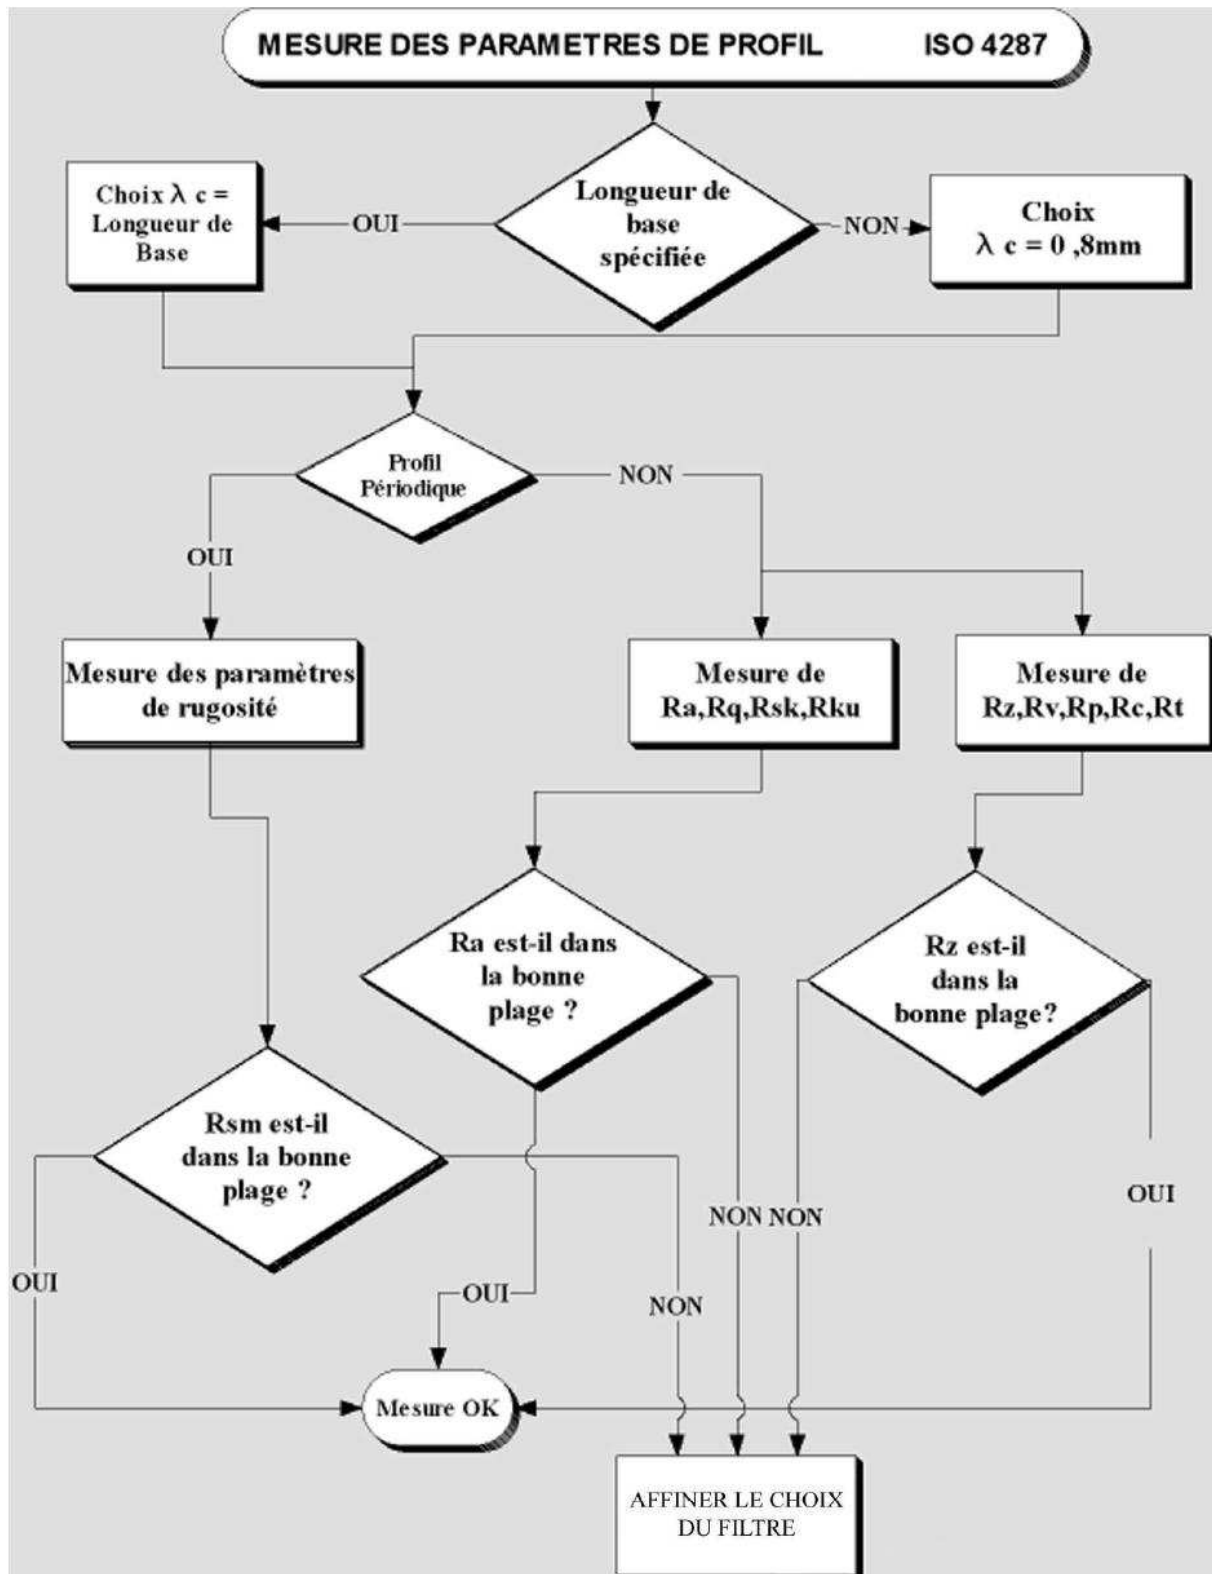 MESURE DES PARAMETRES DE PROFIL ISO 4287
Longueur de
base
spécifiée
OUI
Choix λ c =
Longueur de
Base
NON
Choix
λ c = 0 ,8mm
Profil
Périodique
OUI
NON
Mesure des paramètres
de rugosité
Mesure de
Ra,Rq,Rsk,Rku
Mesure de
Rz,Rv,Rp,Rc,Rt
Ra est-il dans
la bonne
plage ?
Rz est-il
dans la
bonne plage?
Rsm est-il
dans la bonne
plage ?
NON
NON
OUI
OUI
OUI
NON
Mesure OK
AFFINER LE CHOIX
DU FILTRE